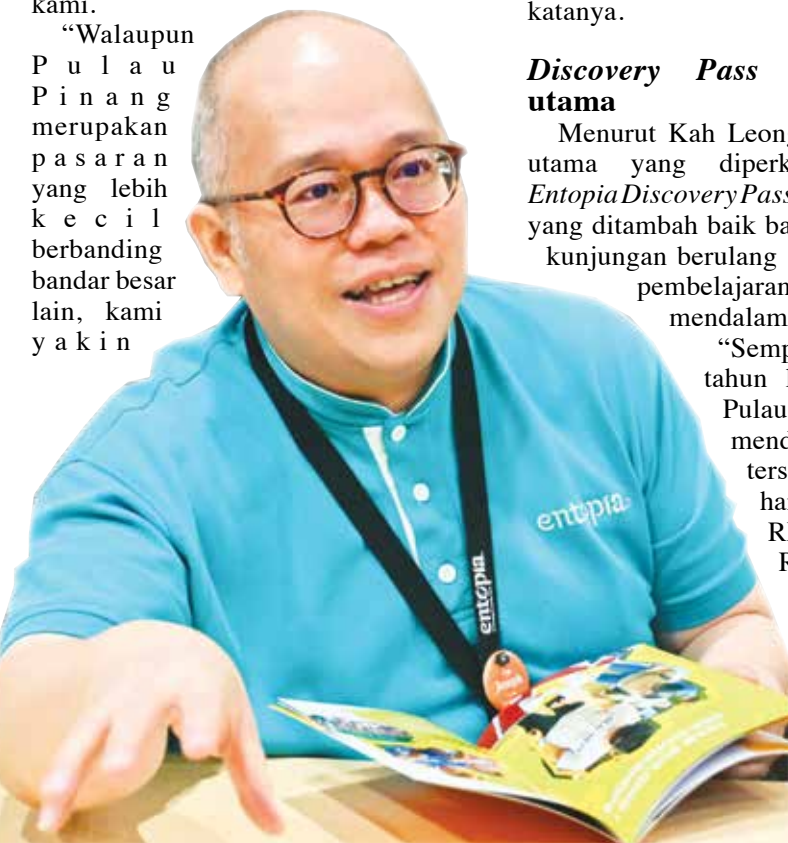 kami.
“Walaupun
Pulau
Pinang
merupakan
pasaran
yang lebih
kecil
berbanding
bandar besar
lain, kami
yakin
katanya.
Discovery Pass
utama
Menurut Kah Leong
utama yang diperk
Entopia Discovery Pass
yang ditambah baik ba
kunjungan berulang
pembelajaran
mendalam
“Semp
tahun
Pulau
mend
ters
har
entopia
entopia